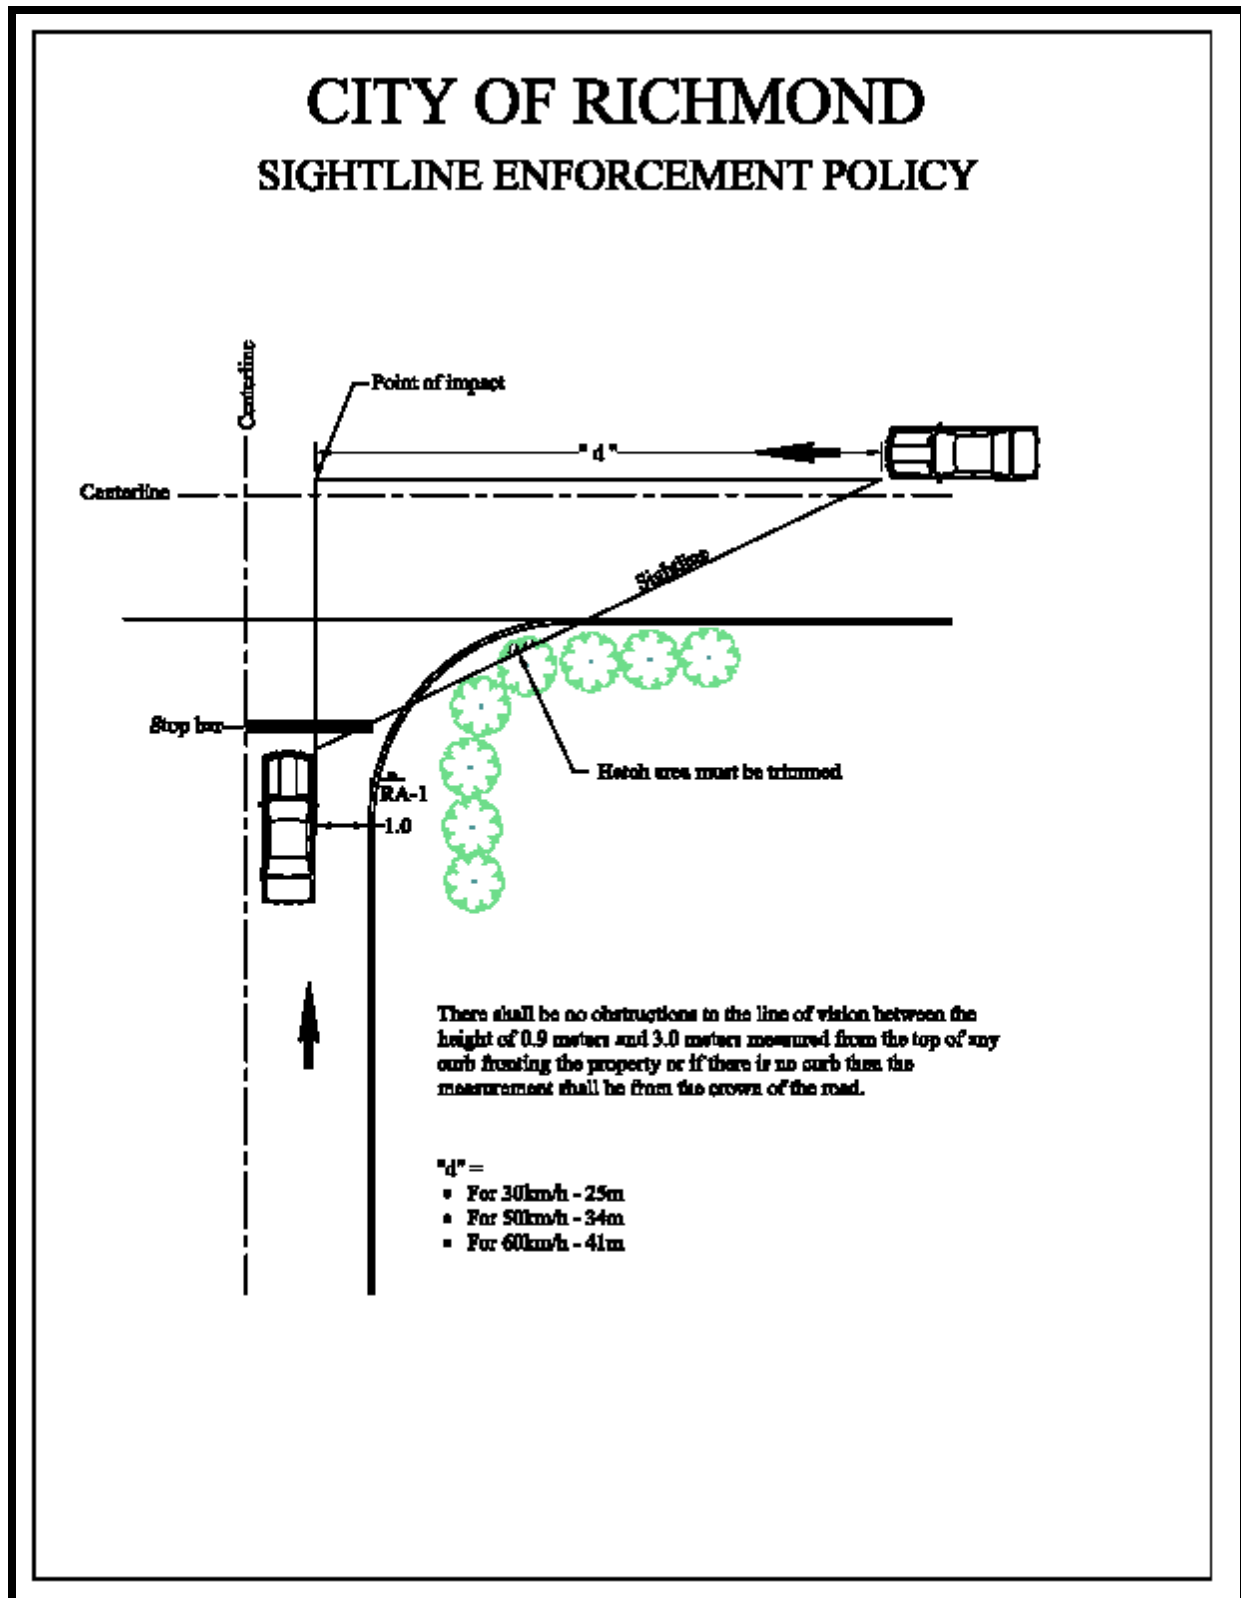 CITY OF RICHMOND
SIGHTLINE ENFORCEMENT POLICY
Centerline
Point of impact
"d"
Centerline
Sightline
Stop bar
Hatch area must be trimmed
RA-1
1.0
There shall be no obstructions to the line of vision between the
height of 0.9 meters and 3.0 meters measured from the top of any
curb fronting the property or if there is no curb then the
measurement shall be from the crown of the road.
"d" =
• For 30km/h - 25m
• For 50km/h - 34m
• For 60km/h - 41m